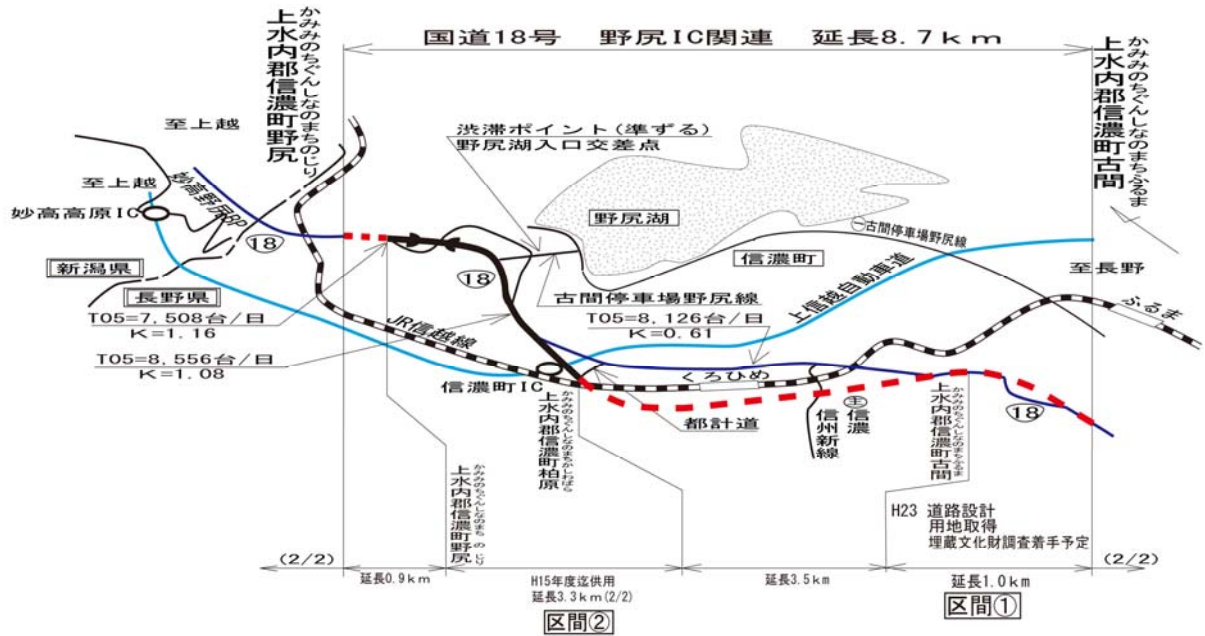 国道18号 野尻IC関連 延長8.7km
かみみのちぐんしなのまちのじり
上水内郡信濃町野尻
かみみのちぐんしなのまちふるま
上水内郡信濃町古間
至上越
渋滞ポイント(準ずる)
野尻湖入口交差点
至上越
妙高野尻BP
妙高高原IC
18
野尻湖
㊀古間停車場野尻線
新潟県
長野県
18
信濃町
至長野
古間停車場野尻線
上信越自動車道
T05=7,508台/日
K=1.16
T05=8,126台/日
K=0.61
JR信越線
ふるま
T05=8,556台/日
K=1.08
信濃町IC
くろひめ
都計道
かみみのちぐんしなのまちかしわばら
上水内郡信濃町柏原
主信濃
信州新線
18
かみみのちぐんしなのまちふるま
上水内郡信濃町古間
かみみのちぐんしなのまち のじり
上水内郡信濃町野尻
H23 道路設計
用地取得
埋蔵文化財調査着手予定
(2/2)
(2/2)
延長0.9km
H15年度迄供用
延長3.3km(2/2)
延長3.5km
延長1.0km
区間②
区間①